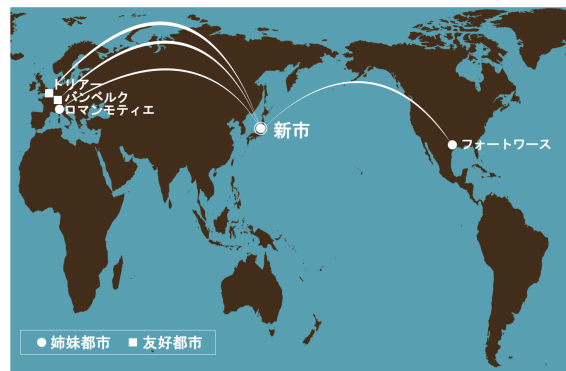 トリアー
バンベルク
ロマンモティエ
新市
フォートワース
姉妹都市
友好都市